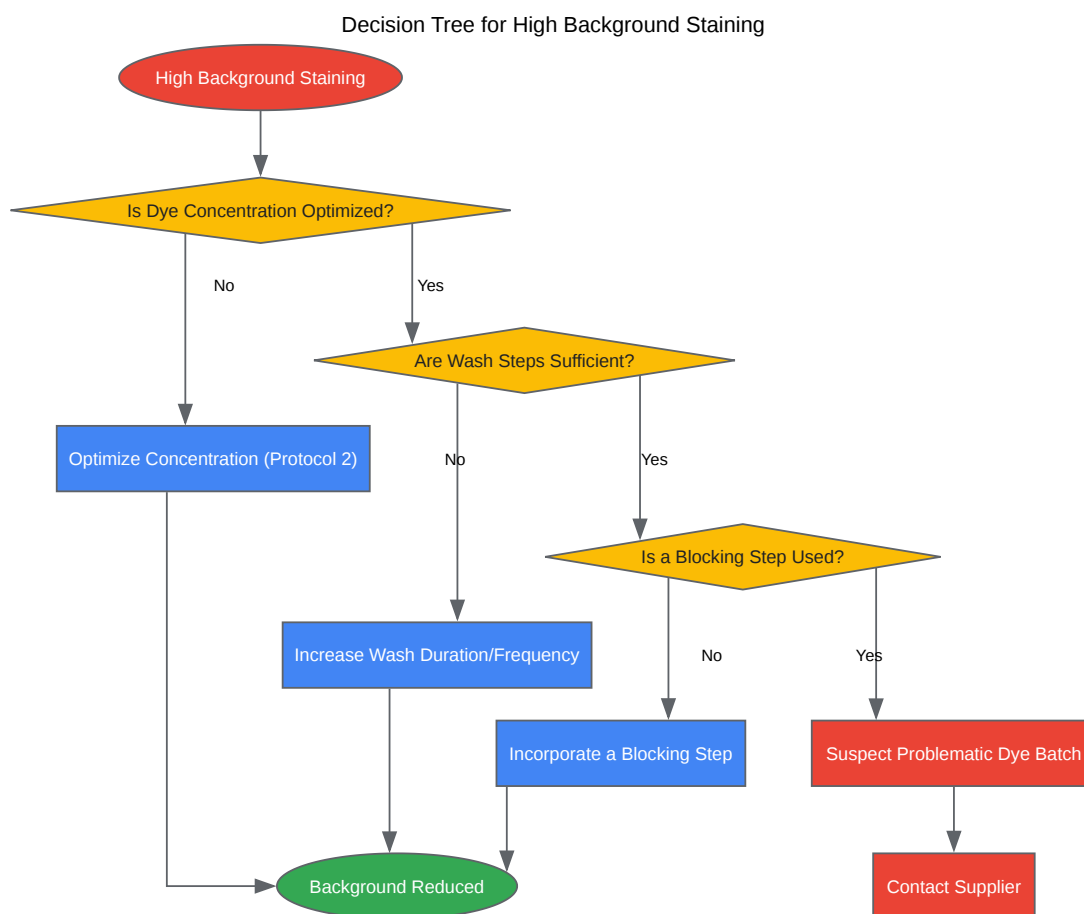 Decision Tree for High Background Staining
High Background Staining
Is Dye Concentration Optimized?
No
Yes
Are Wash Steps Sufficient?
Optimize Concentration (Protocol 2)
No
Yes
Is a Blocking Step Used?
Increase Wash Duration/Frequency
No
Yes
Incorporate a Blocking Step
Suspect Problematic Dye Batch
Background Reduced
Contact Supplier